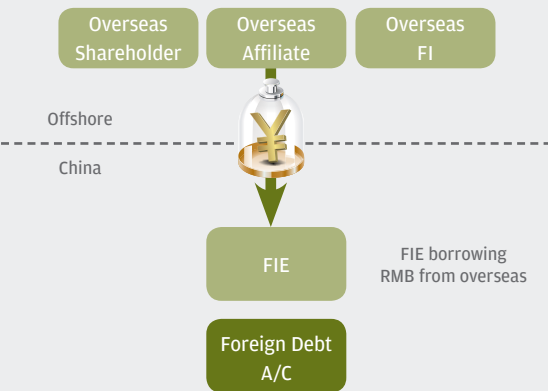 Overseas
Shareholder
Overseas
Affiliate
Overseas
FI
Offshore
¥
China
FIE
FIE borrowing
RMB from overseas
Foreign Debt
A/C